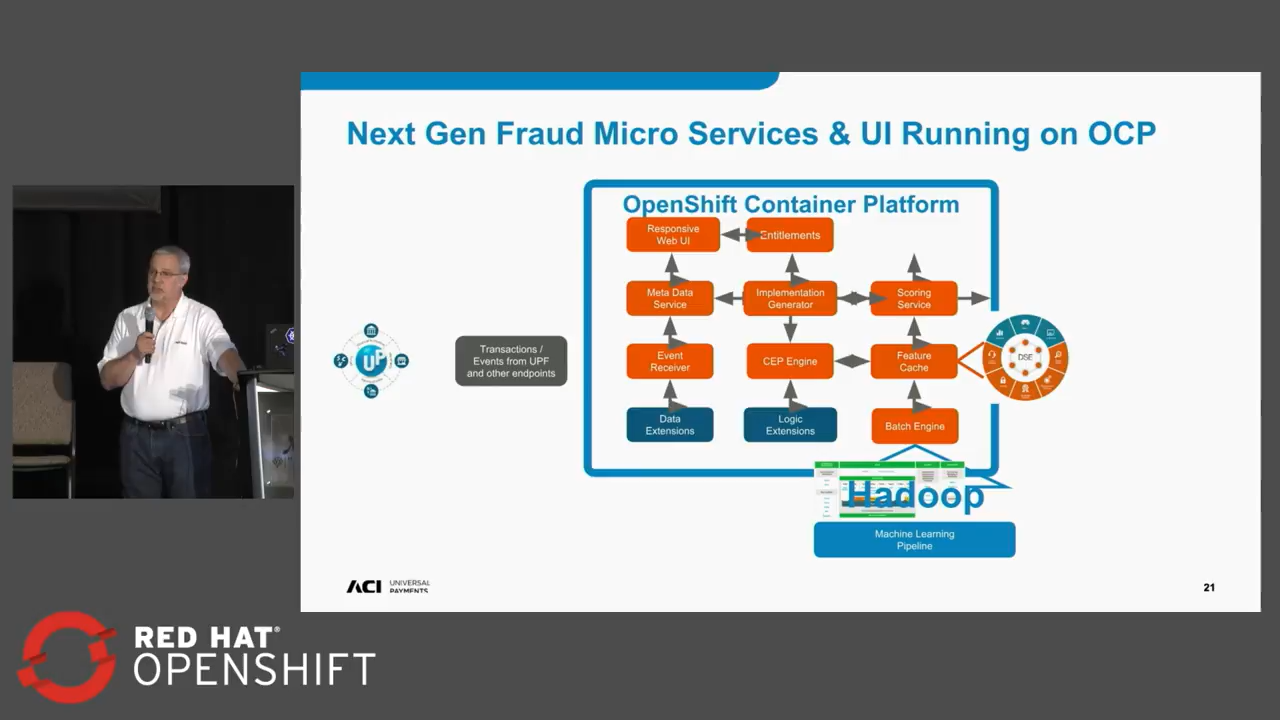 Next Gen Fraud Micro Services & UI Running on OCP
OpenShift Container Platform
Responsive
Web UI
Entitlements
Meta Data
Service
Implementation
Generator
Scoring
Service
Transactions /
Events from UPF
and other endpoints
Event
Receiver
CEP Engine
Feature
Cache
DSE
UP
Data
Extensions
Logic
Extensions
Batch Engine
Hadoop
Machine Learning
Pipeline
ACI UNIVERSAL
PAYMENTS
21
RED HAT®
OPENSHIFT